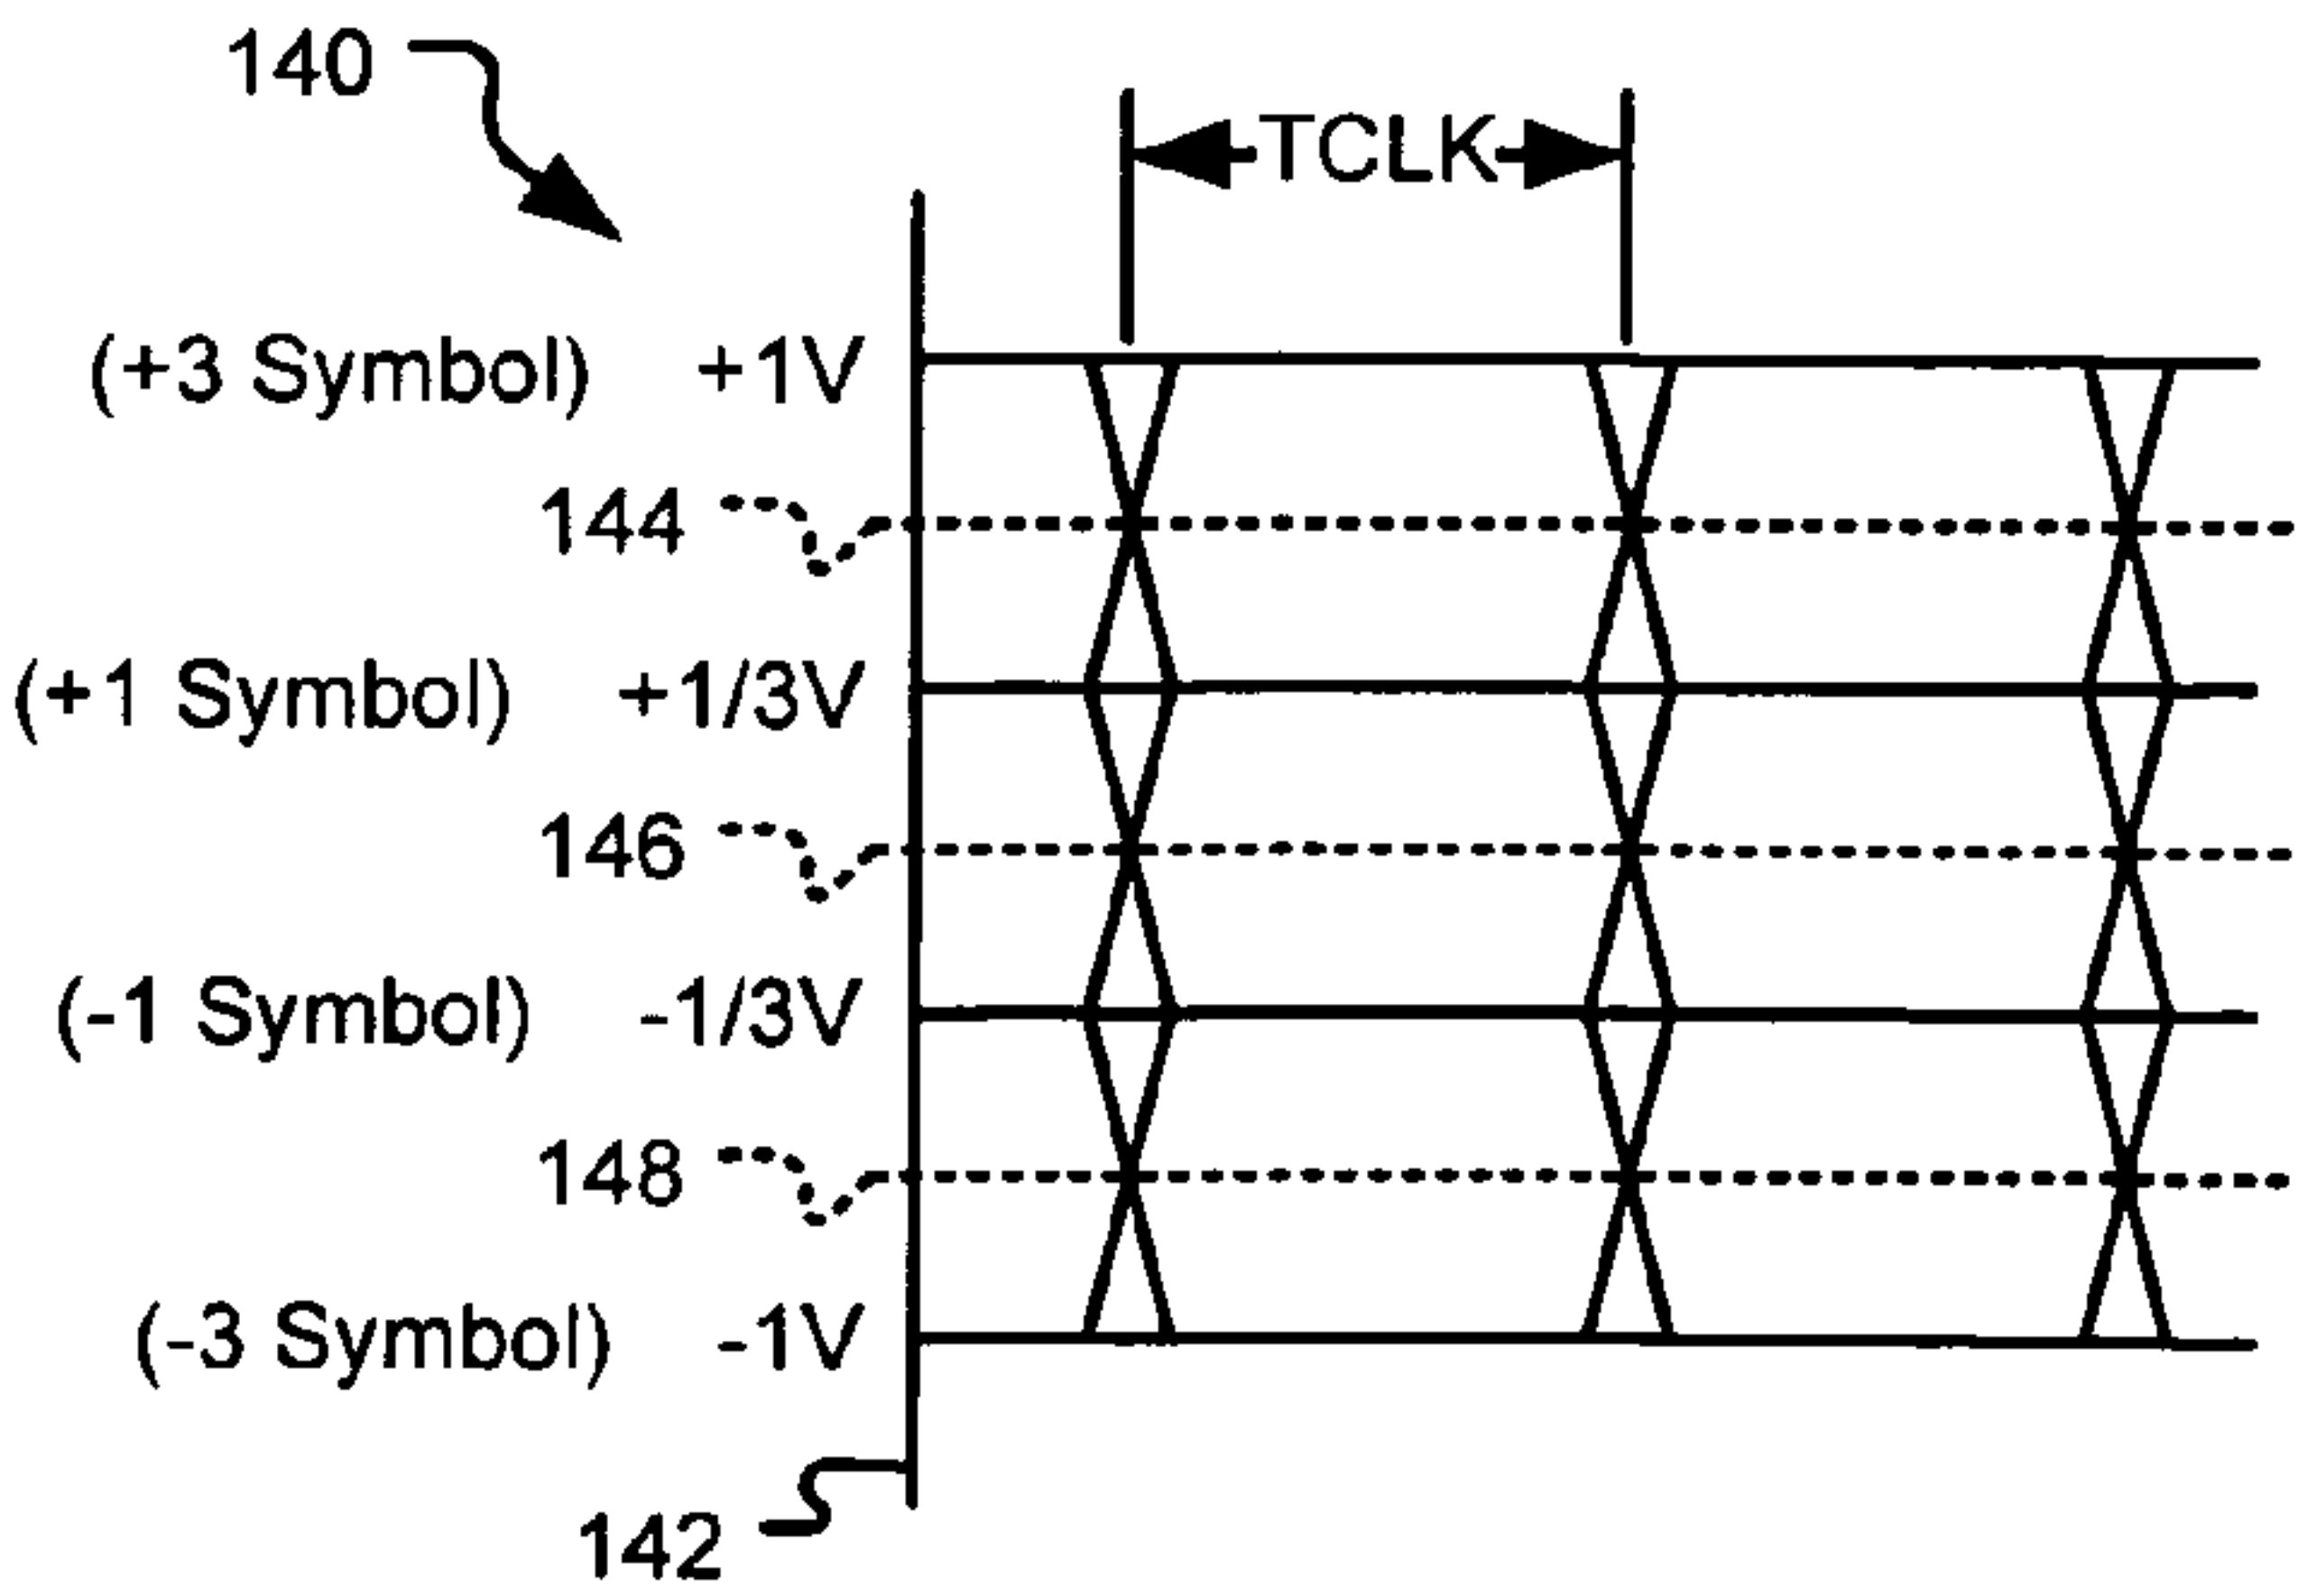 140
TCLK
(+3 Symbol) +1V
144
(+1 Symbol) +1/3V
146
(-1 Symbol) -1/3V
148
(-3 Symbol) -1V
142